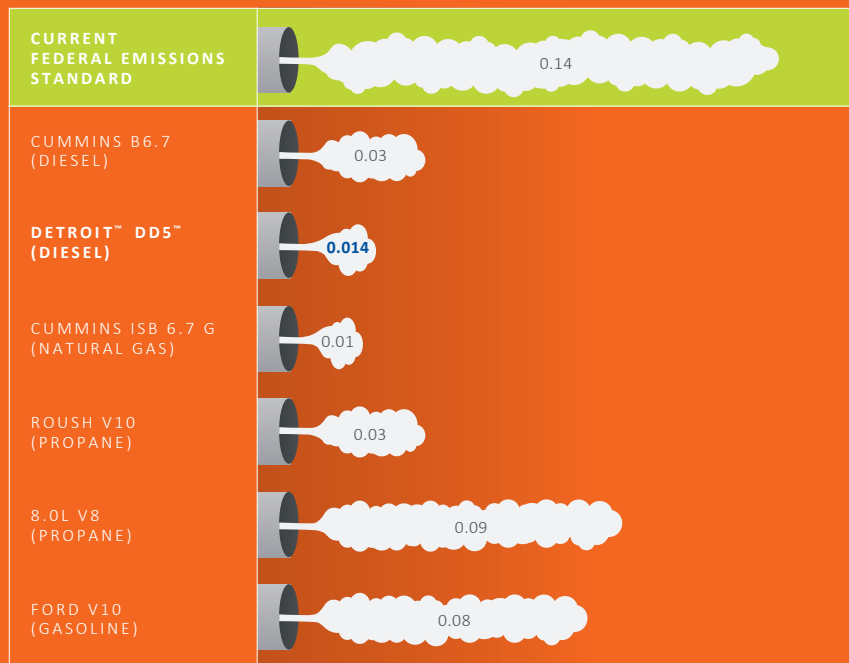 CURRENT
FEDERAL EMISSIONS
STANDARD
0.14
CUMMINS B6.7
(DIESEL)
0.03
DETROIT™ DD5™
(DIESEL)
0.014
CUMMINS ISB 6.7 G
(NATURAL GAS)
0.01
ROUSH V10
(PROPANE)
0.03
8.0L V8
(PROPANE)
0.09
FORD V10
(GASOLINE)
0.08